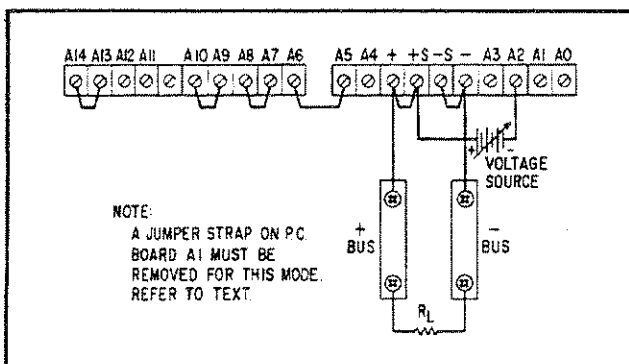 A14 A13 A12 A11 A10 A9 A8 A7 A6 A5 A4 + +S -S - A3 A2 A1 A0
+ -
VOLTAGE
SOURCE
NOTE:
A JUMPER STRAP ON P.C.
BOARD A1 MUST BE
REMOVED FOR THIS MODE.
REFER TO TEXT.
+
BUS
-
BUS
RL